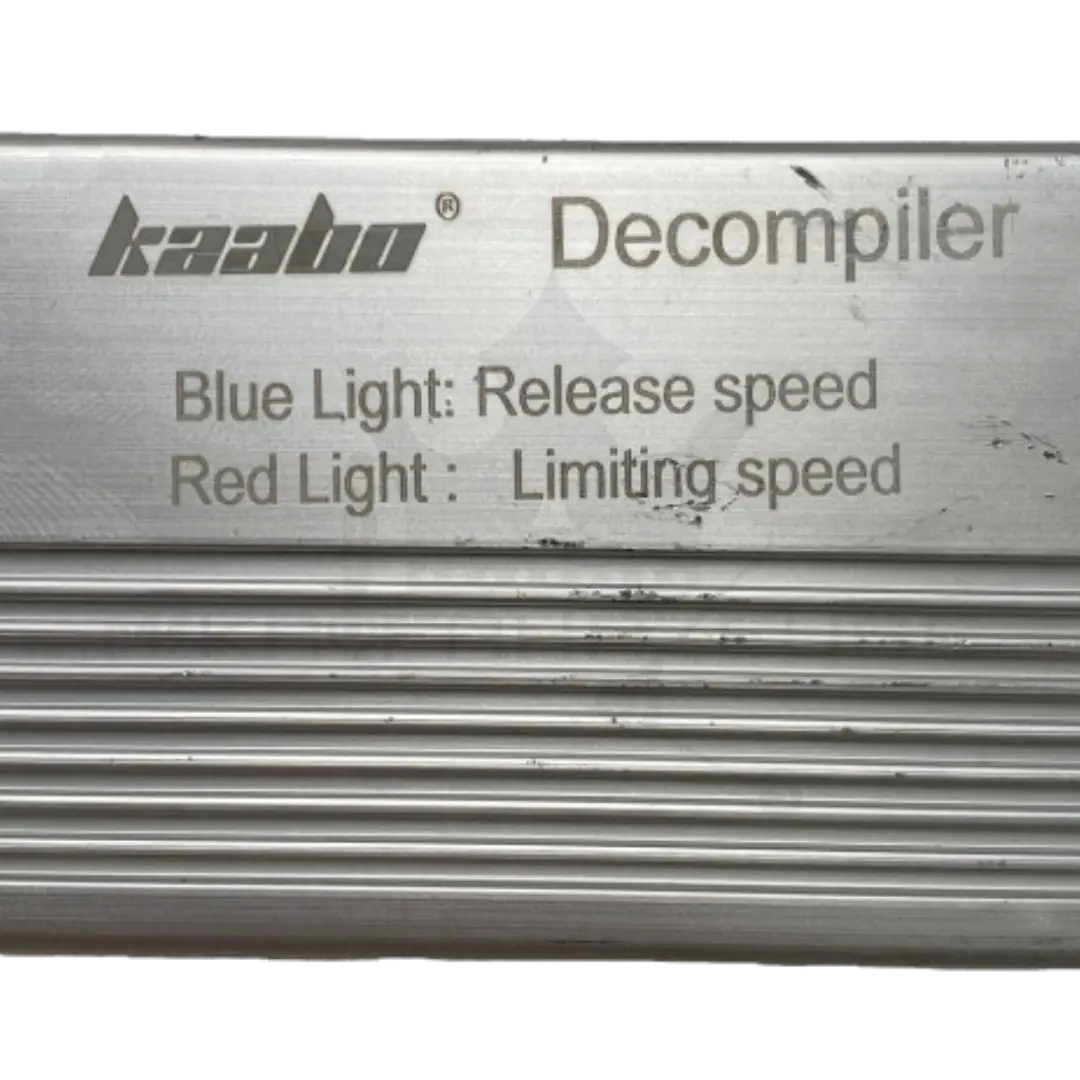 kaabo® Decompiler
Blue Light: Release speed
Red Light : Limiting speed